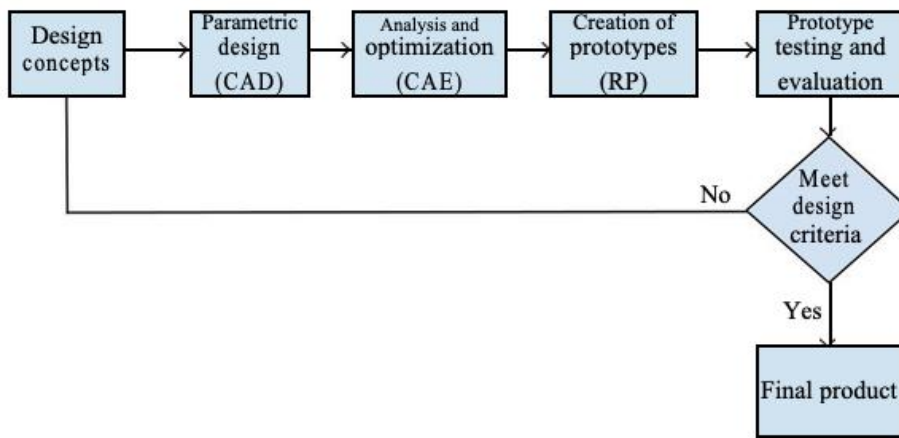 Design
concepts
Parametric
design
(CAD)
Analysis and
optimization
(CAE)
Creation of
prototypes
(RP)
Prototype
testing and
evaluation
Meet
design
criteria
No
Yes
Final product